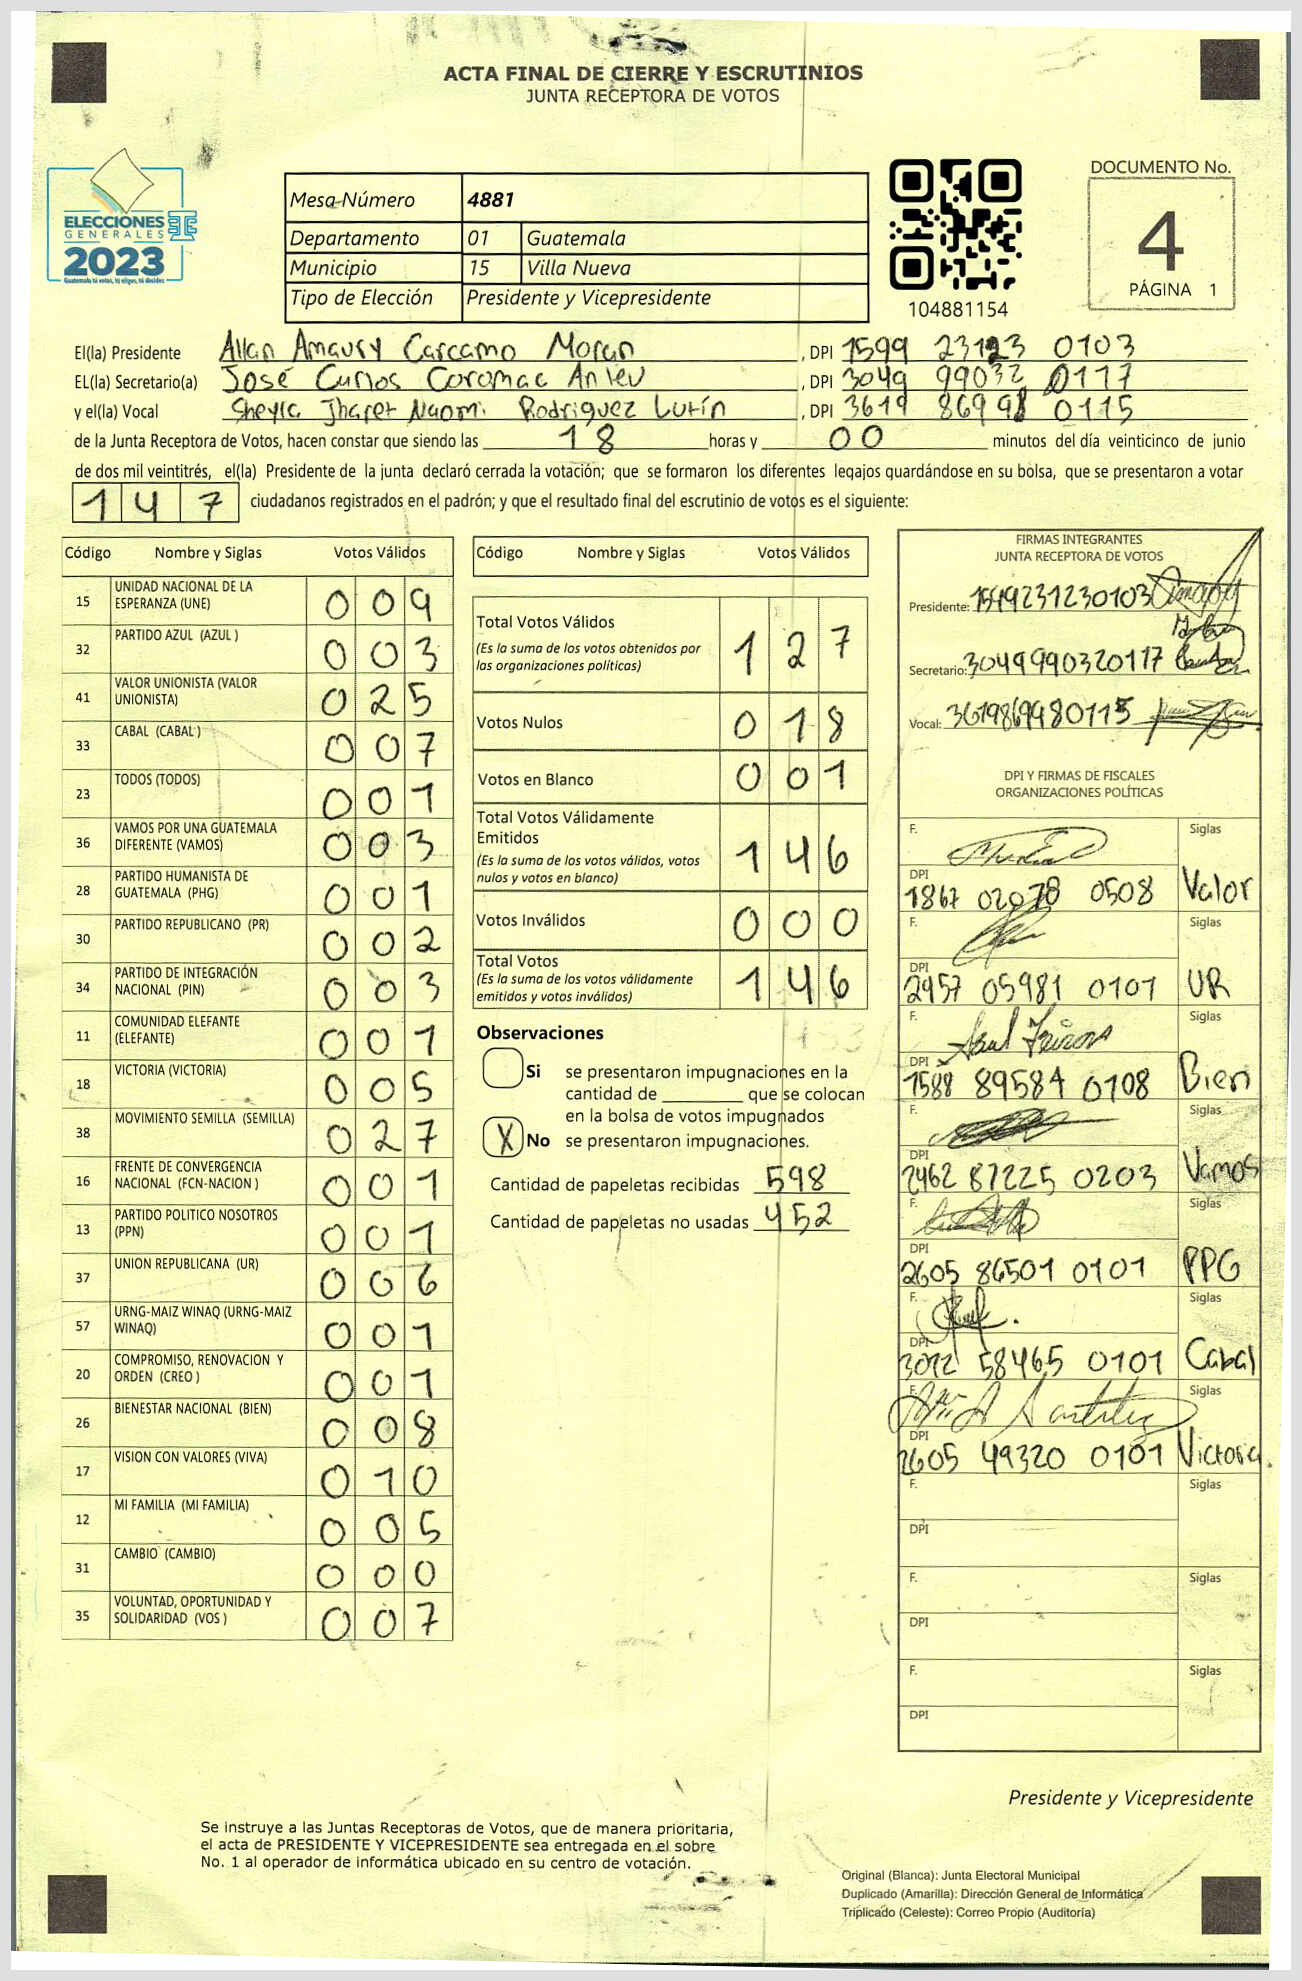 ACTA FINAL DE CIERRE Y ESCRUTINIOS
JUNTA RECEPTORA DE VOTOS
ELECCIONES
GENERALES
2023
Guatemala tú votas, tú eliges, tú decides
Mesa Número 4881
Departamento 01 Guatemala
Municipio 15 Villa Nueva
Tipo de Elección Presidente y Vicepresidente
104881154
DOCUMENTO No.
4
PÁGINA 1
El(la) Presidente Allan Amaury Carcamo Moran , DPI 1599 23123 0103
EL(la) Secretario(a) José Carlos Coromac , DPI 3049 99032 0117
y el(la) Vocal Sheyla Jharet Naomi Rodriguez Lutín , DPI 3619 86998 0115
de la Junta Receptora de Votos, hacen constar que siendo las 18 horas y 00 minutos del día veinticinco de junio
de dos mil veintitrés, el(la) Presidente de la junta declaró cerrada la votación; que se formaron los diferentes legajos guardándose en su bolsa, que se presentaron a votar
147 ciudadanos registrados en el padrón; y que el resultado final del escrutinio de votos es el siguiente:
Código Nombre y Siglas Votos Válidos
15 UNIDAD NACIONAL DE LA ESPERANZA (UNE) 009
32 PARTIDO AZUL (AZUL ) 003
41 VALOR UNIONISTA (VALOR UNIONISTA) 025
33 CABAL (CABAL ) 007
23 TODOS (TODOS) 001
36 VAMOS POR UNA GUATEMALA DIFERENTE (VAMOS) 003
28 PARTIDO HUMANISTA DE GUATEMALA (PHG) 001
30 PARTIDO REPUBLICANO (PR) 002
34 PARTIDO DE INTEGRACIÓN NACIONAL (PIN) 003
11 COMUNIDAD ELEFANTE (ELEFANTE) 001
18 VICTORIA (VICTORIA) 005
38 MOVIMIENTO SEMILLA (SEMILLA) 027
16 FRENTE DE CONVERGENCIA NACIONAL (FCN-NACION ) 001
13 PARTIDO POLITICO NOSOTROS (PPN) 001
37 UNION REPUBLICANA (UR) 006
57 URNG-MAIZ WINAQ (URNG-MAIZ WINAQ) 001
20 COMPROMISO, RENOVACION Y ORDEN (CREO ) 001
26 BIENESTAR NACIONAL (BIEN) 008
17 VISION CON VALORES (VIVA) 010
12 MI FAMILIA (MI FAMILIA) 005
31 CAMBIO (CAMBIO) 000
35 VOLUNTAD, OPORTUNIDAD Y SOLIDARIDAD (VOS ) 007
Código Nombre y Siglas Votos Válidos
Total Votos Válidos 127
(Es la suma de los votos obtenidos por
las organizaciones políticas)
Votos Nulos 018
Votos en Blanco 001
Total Votos Válidamente
Emitidos 146
(Es la suma de los votos válidos, votos
nulos y votos en blanco)
Votos Inválidos 000
Total Votos 146
(Es la suma de los votos válidamente
emitidos y votos inválidos)
Observaciones
Si se presentaron impugnaciones en la
cantidad de ________ que se colocan
en la bolsa de votos impugnados
X No se presentaron impugnaciones.
Cantidad de papeletas recibidas 598
Cantidad de papeletas no usadas 452
FIRMAS INTEGRANTES
JUNTA RECEPTORA DE VOTOS
Presidente: 1599231230103
Secretario: 3049990320117
Vocal: 3619869980115
DPI Y FIRMAS DE FISCALES
ORGANIZACIONES POLÍTICAS
F. Siglas
DPI
1867 02078 0508 Valor
F. Siglas
DPI
2957 05981 0101 UR
F. Siglas
DPI
1588 89584 0108 Bien
F. Siglas
DPI
2462 87225 0203 Vamos
F. Siglas
DPI
2605 86501 0101 PPG
F. Siglas
DPI
3012 58465 0101 Cabal
F. Siglas
DPI
2605 49320 0101 Victoria.
F. Siglas
DPI
F. Siglas
DPI
F. Siglas
DPI
Presidente y Vicepresidente
Se instruye a las Juntas Receptoras de Votos, que de manera prioritaria,
el acta de PRESIDENTE Y VICEPRESIDENTE sea entregada en el sobre
No. 1 al operador de informática ubicado en su centro de votación.
Original (Blanca): Junta Electoral Municipal
Duplicado (Amarilla): Dirección General de Informática
Triplicado (Celeste): Correo Propio (Auditoría)